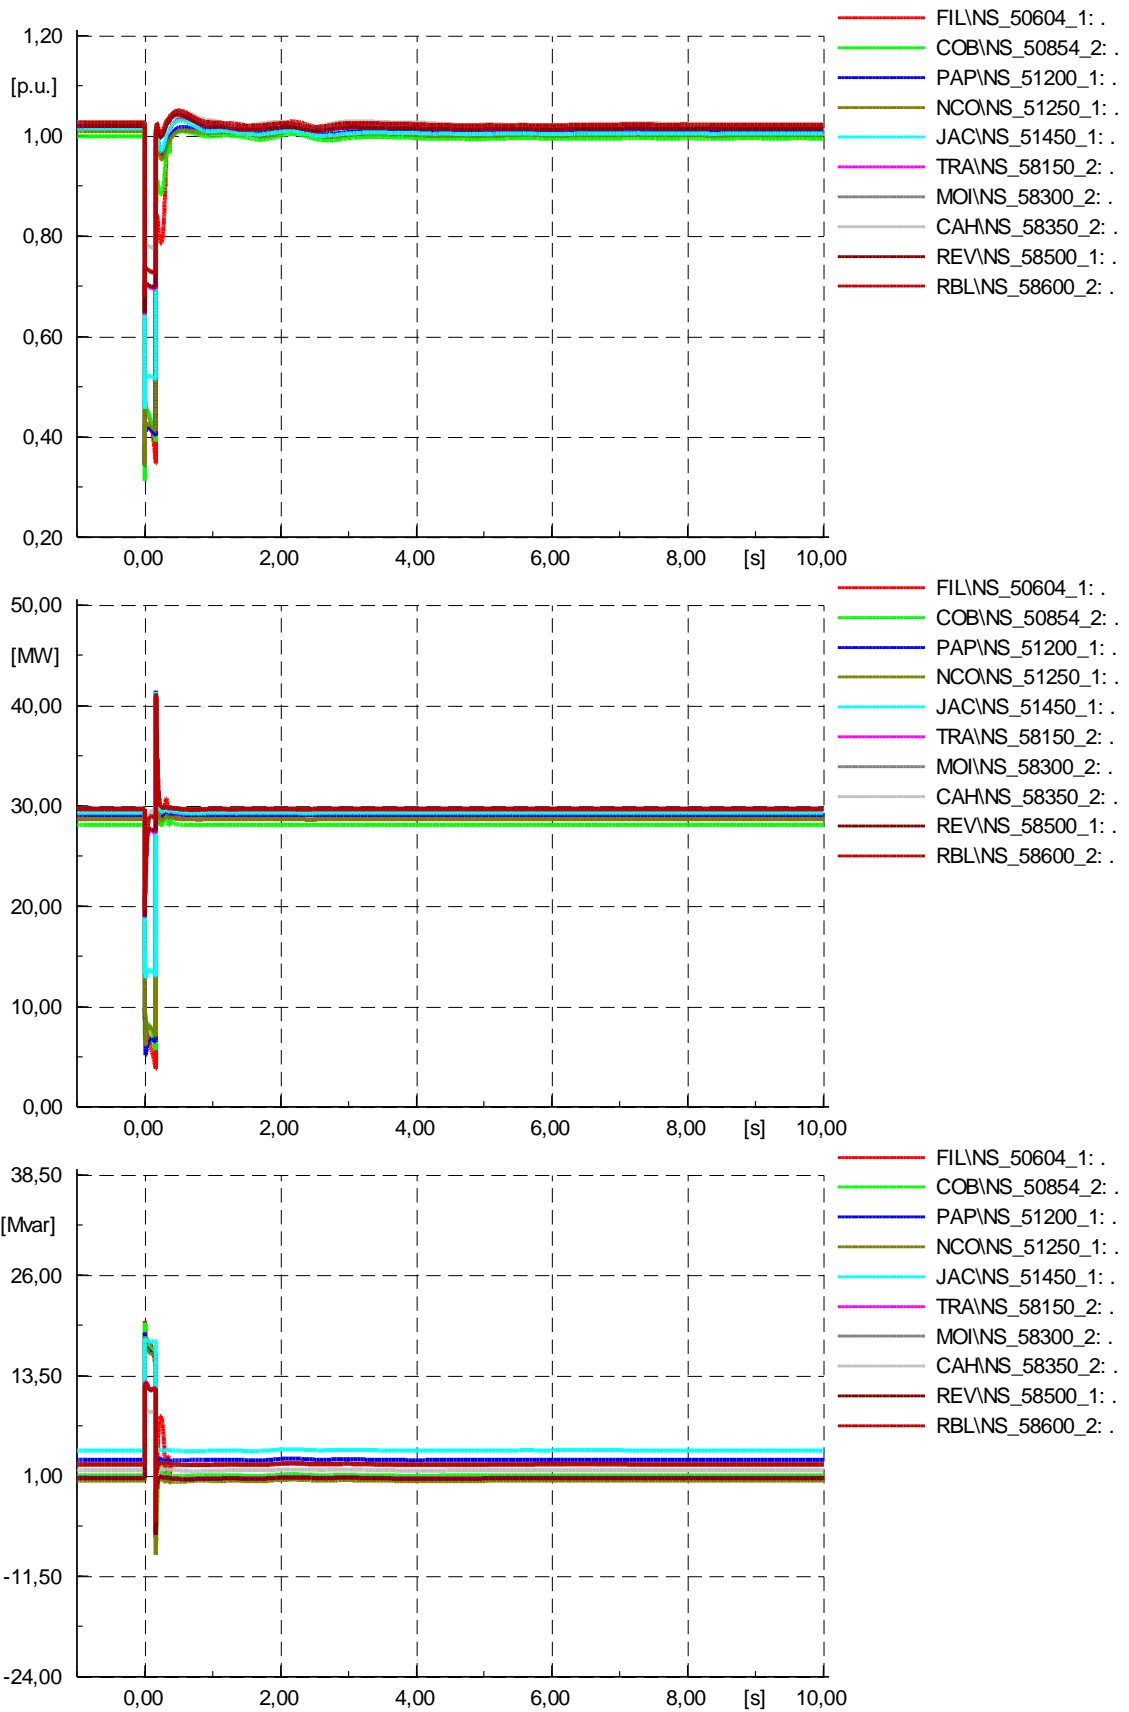 1,20
[p.u.]
1,00
0,80
0,60
0,40
0,20
0,00 2,00 4,00 6,00 8,00 [s] 10,00
FIL\NS_50604_1: .
COB\NS_50854_2: .
PAP\NS_51200_1: .
NCO\NS_51250_1: .
JAC\NS_51450_1: .
TRA\NS_58150_2: .
MOI\NS_58300_2: .
CAH\NS_58350_2: .
REV\NS_58500_1: .
RBL\NS_58600_2: .
50,00
[MW]
40,00
30,00
20,00
10,00
0,00
0,00 2,00 4,00 6,00 8,00 [s] 10,00
FIL\NS_50604_1: .
COB\NS_50854_2: .
PAP\NS_51200_1: .
NCO\NS_51250_1: .
JAC\NS_51450_1: .
TRA\NS_58150_2: .
MOI\NS_58300_2: .
CAH\NS_58350_2: .
REV\NS_58500_1: .
RBL\NS_58600_2: .
38,50
[Mvar]
26,00
13,50
1,00
-11,50
-24,00
0,00 2,00 4,00 6,00 8,00 [s] 10,00
FIL\NS_50604_1: .
COB\NS_50854_2: .
PAP\NS_51200_1: .
NCO\NS_51250_1: .
JAC\NS_51450_1: .
TRA\NS_58150_2: .
MOI\NS_58300_2: .
CAH\NS_58350_2: .
REV\NS_58500_1: .
RBL\NS_58600_2: .